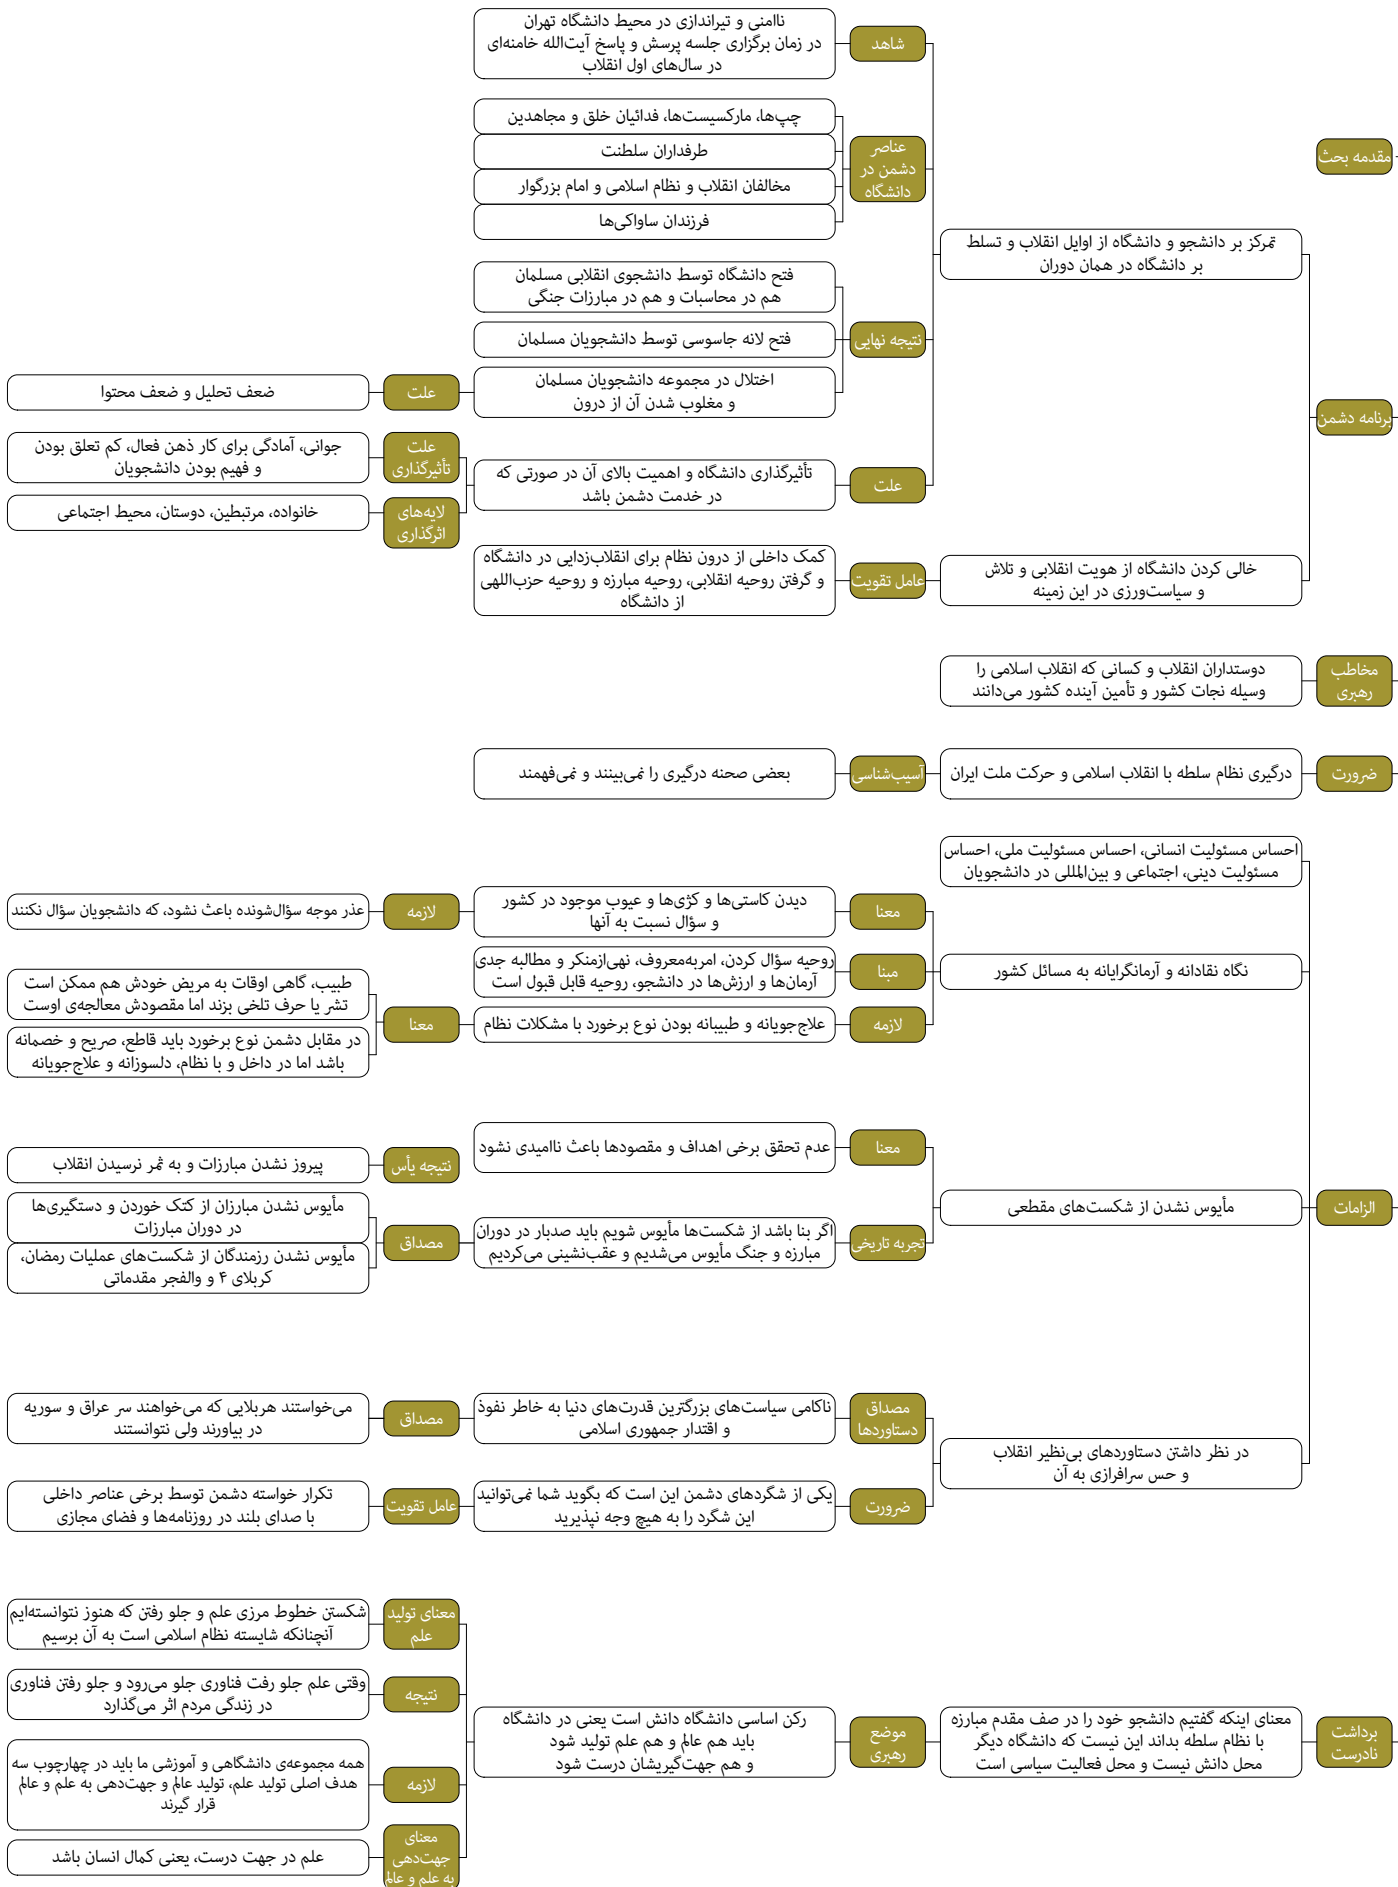 مقدمه بحث
برنامه دشمن
تمرکز بر دانشجو و دانشگاه از اوایل انقلاب و تسلط
بر دانشگاه در همان دوران
شاهد
ناامنی و تیراندازی در محیط دانشگاه تهران
در زمان برگزاری جلسه پرسش و پاسخ آیت‌الله خامنه‌ای
در سال‌های اول انقلاب
عناصر
دشمن در
دانشگاه
چپ‌ها، مارکسیست‌ها، فدائیان خلق و مجاهدین
طرفداران سلطنت
مخالفان انقلاب و نظام اسلامی و امام بزرگوار
فرزندان ساواکی‌ها
نتیجه نهایی
فتح دانشگاه توسط دانشجوی انقلابی مسلمان
هم در محاسبات و هم در مبارزات جنگی
فتح لانه جاسوسی توسط دانشجویان مسلمان
اختلال در مجموعه دانشجویان مسلمان
و مغلوب شدن آن از درون
علت
ضعف تحلیل و ضعف محتوا
علت
تأثیرگذاری دانشگاه و اهمیت بالای آن در صورتی که
در خدمت دشمن باشد
علت
تأثیرگذاری
جوانی، آمادگی برای کار ذهن فعال، کم تعلق بودن
و فهیم بودن دانشجویان
لایه‌های
اثرگذاری
خانواده، مرتبطین، دوستان، محیط اجتماعی
خالی کردن دانشگاه از هویت انقلابی و تلاش
و سیاست‌ورزی در این زمینه
عامل تقویت
کمک داخلی از درون نظام برای انقلاب‌زدایی در دانشگاه
و گرفتن روحیه انقلابی، روحیه مبارزه و روحیه حزب‌اللهی
از دانشگاه
مخاطب
رهبری
دوستداران انقلاب و کسانی که انقلاب اسلامی را
وسیله نجات کشور و تأمین آینده کشور می‌دانند
ضرورت
درگیری نظام سلطه با انقلاب اسلامی و حرکت ملت ایران
آسیب‌شناسی
بعضی صحنه درگیری را نمی‌بینند و نمی‌فهمند
الزامات
احساس مسئولیت انسانی، احساس مسئولیت ملی، احساس
مسئولیت دینی، اجتماعی و بین‌المللی در دانشجویان
نگاه نقادانه و آرمانگرایانه به مسائل کشور
معنا
دیدن کاستی‌ها و کژی‌ها و عیوب موجود در کشور
و سؤال نسبت به آنها
لازمه
عذر موجه سؤال‌شونده باعث نشود، که دانشجویان سؤال نکنند
مبنا
روحیه سؤال کردن، امربه‌معروف، نهی‌ازمنکر و مطالبه جدی
آرمان‌ها و ارزش‌ها در دانشجو، روحیه قابل قبول است
لازمه
علاج‌جویانه و طبیبانه بودن نوع برخورد با مشکلات نظام
معنا
طبیب، گاهی اوقات به مریض خودش هم ممکن است
تشر یا حرف تلخی بزند اما مقصودش معالجه‌ی اوست
در مقابل دشمن نوع برخورد باید قاطع، صریح و خصمانه
باشد اما در داخل و با نظام، دلسوزانه و علاج‌جویانه
مأیوس نشدن از شکست‌های مقطعی
معنا
عدم تحقق برخی اهداف و مقصودها باعث ناامیدی نشود
نتیجه یأس
پیروز نشدن مبارزات و به ثمر نرسیدن انقلاب
تجربه تاریخی
اگر بنا باشد از شکست‌ها مأیوس شویم باید صدبار در دوران
مبارزه و جنگ مأیوس می‌شدیم و عقب‌نشینی می‌کردیم
مصداق
مأیوس نشدن مبارزان از کتک خوردن و دستگیری‌ها
در دوران مبارزات
مأیوس نشدن رزمندگان از شکست‌های عملیات رمضان،
کربلای ۴ و والفجر مقدماتی
در نظر داشتن دستاوردهای بی‌نظیر انقلاب
و حس سرافرازی به آن
مصداق
دستاوردها
ناکامی سیاست‌های بزرگترین قدرت‌های دنیا به خاطر نفوذ
و اقتدار جمهوری اسلامی
مصداق
می‌خواستند هربلایی که می‌خواهند سر عراق و سوریه
در بیاورند ولی نتوانستند
ضرورت
یکی از شگردهای دشمن این است که بگوید شما نمی‌توانید
این شگرد را به هیچ وجه نپذیرید
عامل تقویت
تکرار خواسته دشمن توسط برخی عناصر داخلی
با صدای بلند در روزنامه‌ها و فضای مجازی
برداشت
نادرست
معنای اینکه گفتیم دانشجو خود را در صف مقدم مبارزه
با نظام سلطه بداند این نیست که دانشگاه دیگر
محل دانش نیست و محل فعالیت سیاسی است
موضع
رهبری
رکن اساسی دانشگاه دانش است یعنی در دانشگاه
باید هم عالم و هم علم تولید شود
و هم جهت‌گیریشان درست شود
معنای تولید
علم
شکستن خطوط مرزی علم و جلو رفتن که هنوز نتوانسته‌ایم
آنچنانکه شایسته نظام اسلامی است به آن برسیم
نتیجه
وقتی علم جلو رفت فناوری جلو می‌رود و جلو رفتن فناوری
در زندگی مردم اثر می‌گذارد
لازمه
همه مجموعه‌ی دانشگاهی و آموزشی ما باید در چهارچوب سه
هدف اصلی تولید علم، تولید عالم و جهت‌دهی به علم و عالم
قرار گیرند
معنای
جهت‌دهی
به علم و عالم
علم در جهت درست، یعنی کمال انسان باشد